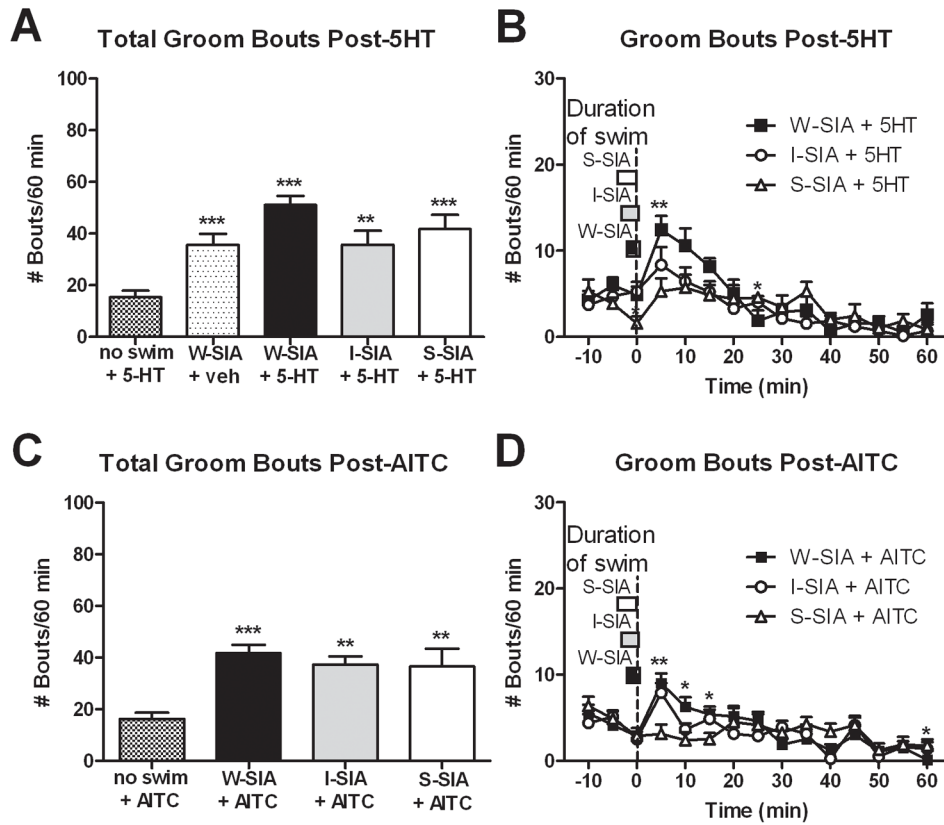 A
Total Groom Bouts Post-5HT
# Bouts/60 min
100
80
60
40
20
0
***
***
**
***
no swim
+ 5-HT
W-SIA
+ veh
W-SIA
+ 5-HT
I-SIA
+ 5-HT
S-SIA
+ 5-HT
B
Groom Bouts Post-5HT
# Bouts/60 min
30
20
10
0
Duration
of swim
S-SIA
I-SIA
W-SIA
W-SIA + 5HT
I-SIA + 5HT
S-SIA + 5HT
**
*
*
-10 0 10 20 30 40 50 60
Time (min)
C
Total Groom Bouts Post-AITC
# Bouts/60 min
100
80
60
40
20
0
***
**
**
no swim
+ AITC
W-SIA
+ AITC
I-SIA
+ AITC
S-SIA
+ AITC
D
Groom Bouts Post-AITC
# Bouts/60 min
30
20
10
0
Duration
of swim
S-SIA
I-SIA
W-SIA
W-SIA + AITC
I-SIA + AITC
S-SIA + AITC
**
*
*
*
-10 0 10 20 30 40 50 60
Time (min)